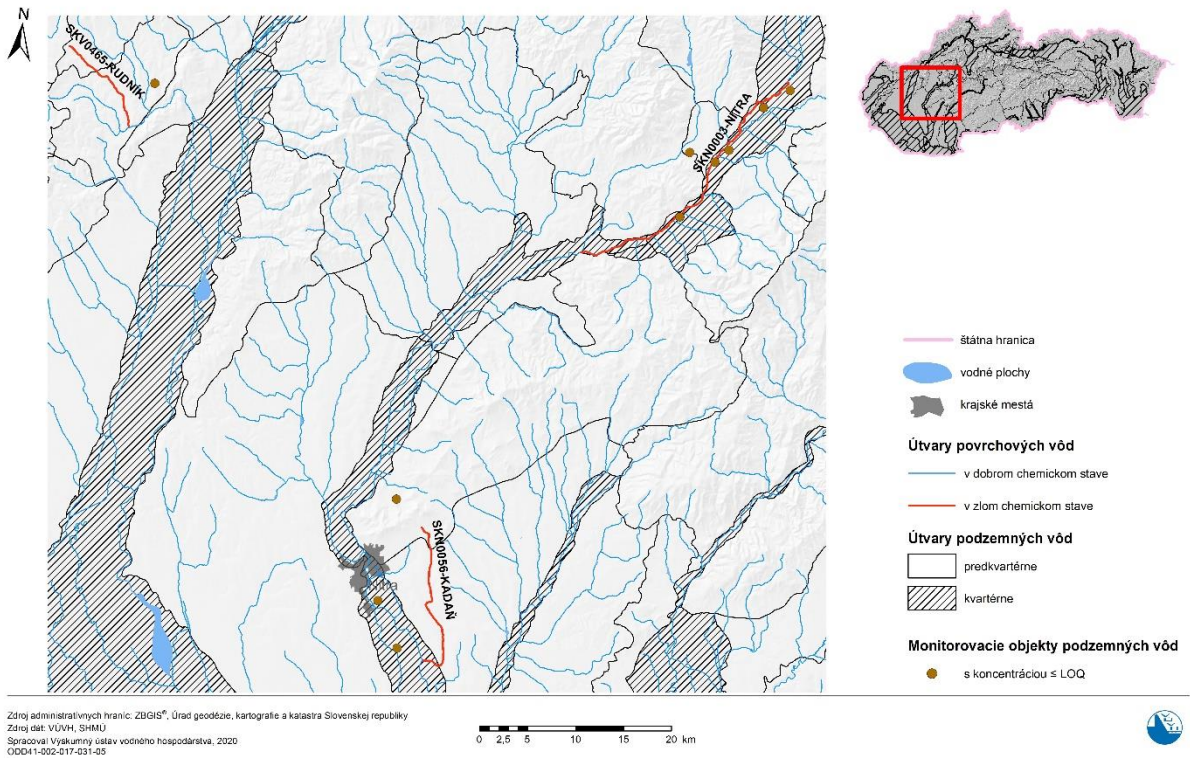 N
SKV0465-RUDNÍK
SKN0003-NITRA
SKN0056-KADAŇ
štátna hranica
vodné plochy
krajské mestá
Útvary povrchových vôd
v dobrom chemickom stave
v zlom chemickom stave
Útvary podzemných vôd
predkvartérne
kvartérne
Monitorovacie objekty podzemných vôd
s koncentráciou ≤ LOQ
Zdroj administratívnych hraníc: ZBGIS®, Úrad geodézie, kartografie a katastra Slovenskej republiky
Zdroj dát: VÚVH, SHMÚ
Spracoval Výskumný ústav vodného hospodárstva, 2020
ODD41-002-017-031-05
0 2,5 5 10 15 20 km